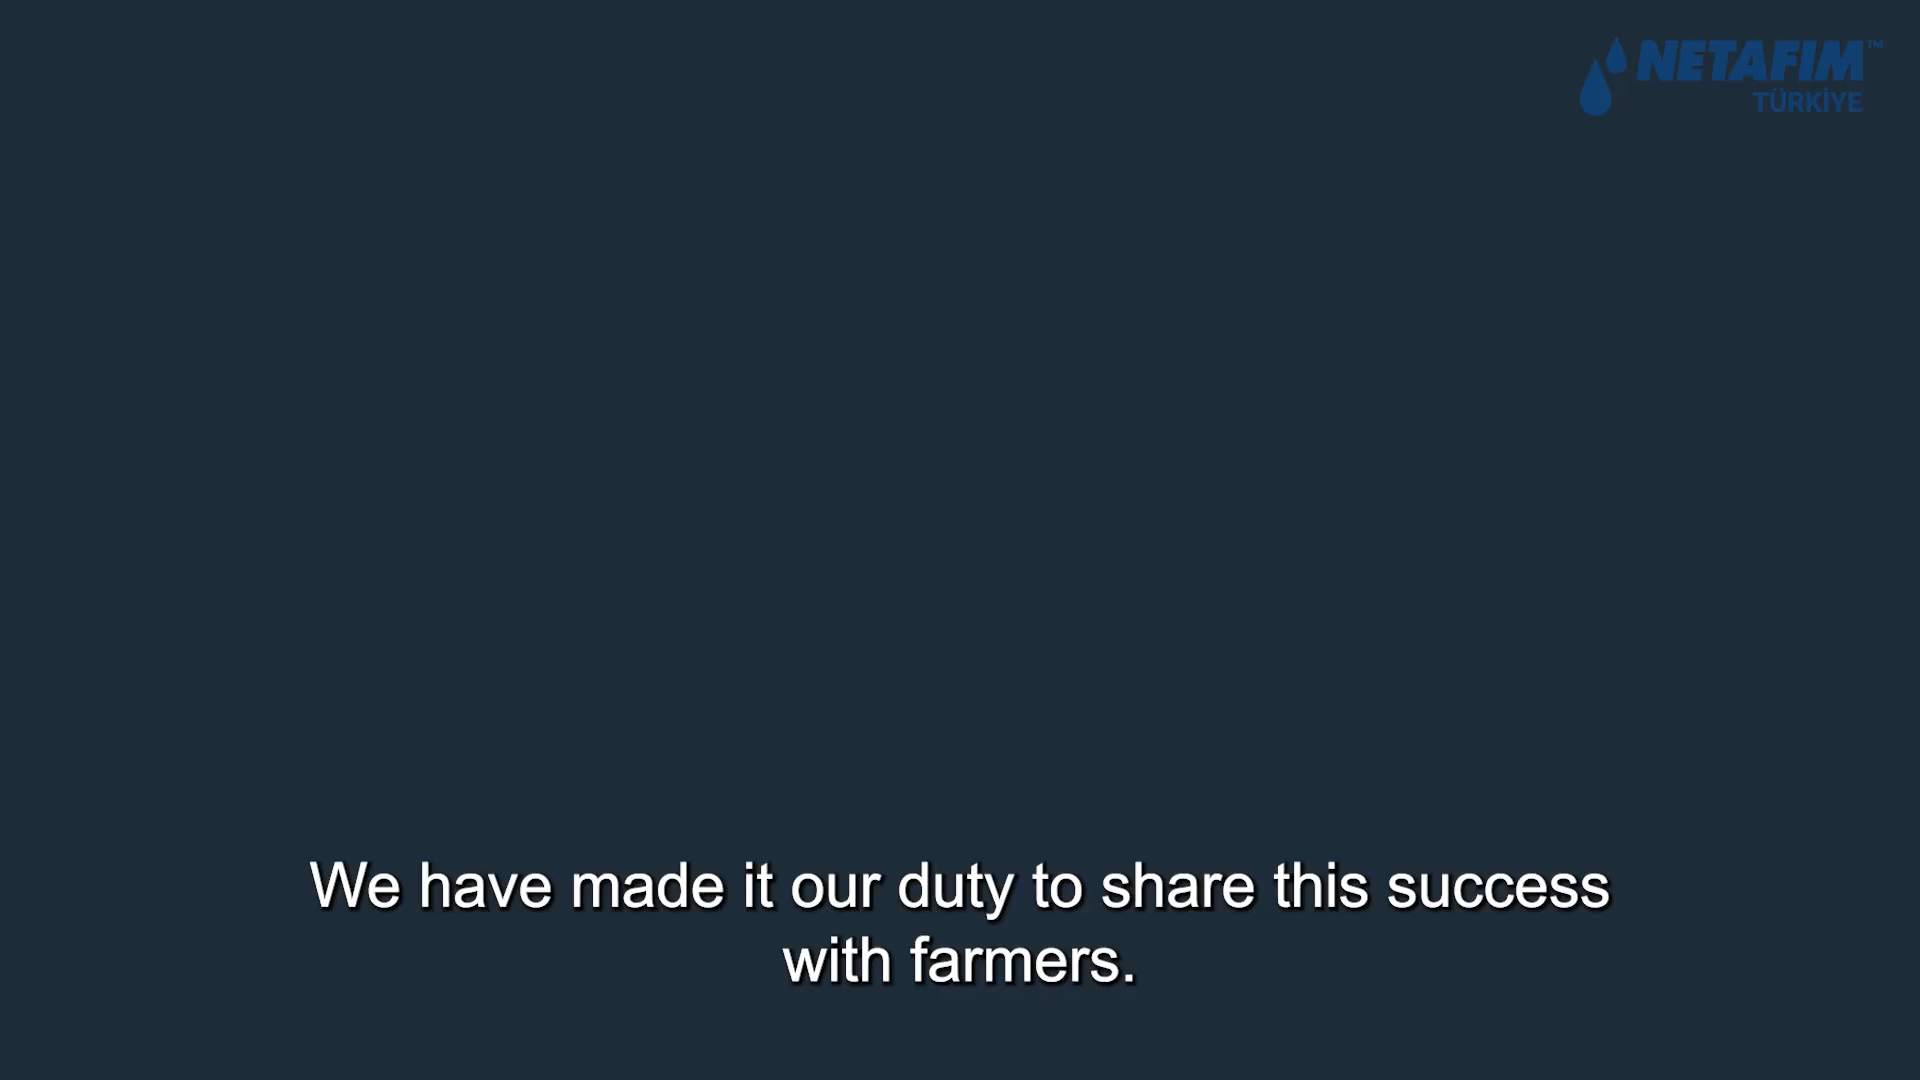 NETAFIM™
TÜRKİYE
We have made it our duty to share this success
with farmers.